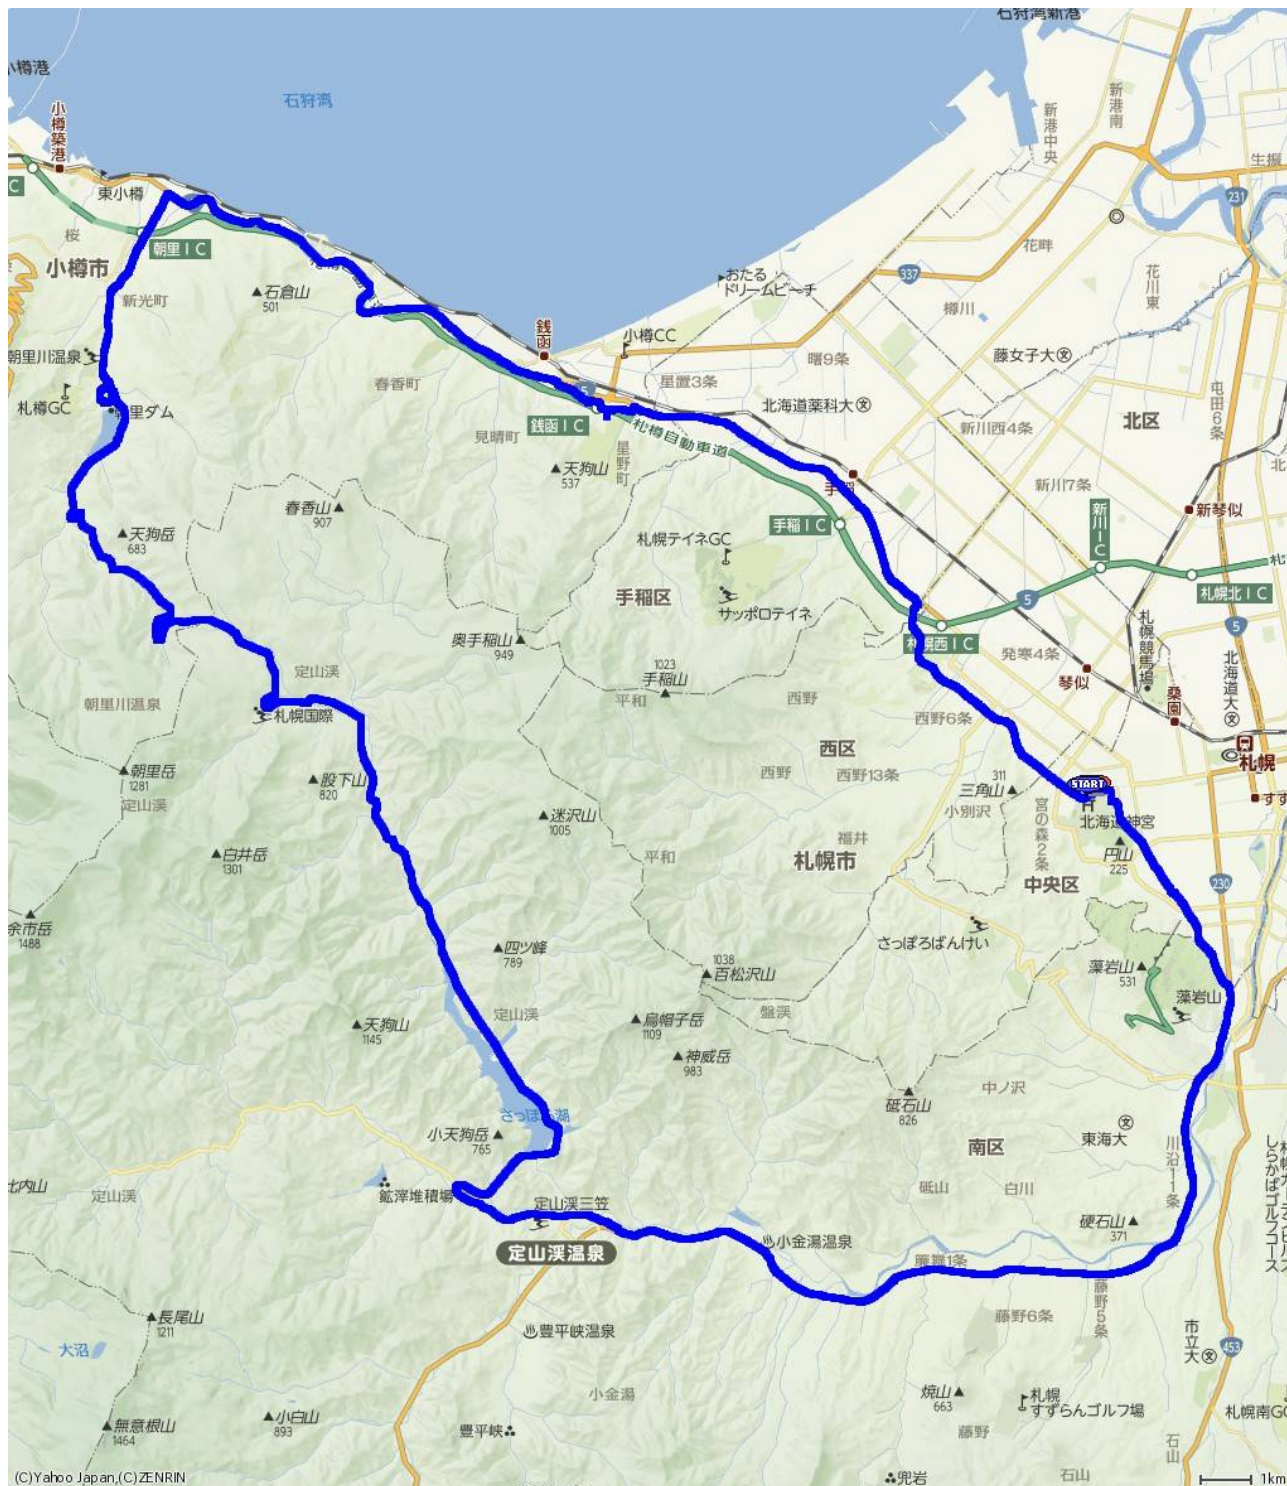 石狩湾新港
小樽港
石狩湾
小樽築港
新港南
新港中央
生振
東小樽
231
朝里IC
桜
小樽市
花畔
337
おたる
ドリームビーチ
花川東
石倉山
501
新光町
樽川
銭函
小樽CC
朝里川温泉
曙9条
藤女子大
春香町
星置3条
屯田6条
札樽GC
朝里ダム
5
北海道薬科大
北区
銭函IC
札樽自動車道
新川西4条
見晴町
星野町
天狗山
537
手稲
新川7条
春香山
907
新琴似
天狗岳
683
手稲IC
新川IC
札幌テイネGC
札幌北IC
手稲区
5
サッポロテイネ
5
札幌西IC
札幌競馬場
奥手稲山
949
発寒4条
北海道大
定山渓
1023
手稲山
琴似
平和
西野
朝里川温泉
札幌国際
西野6条
桑園
西区
札幌
朝里岳
1281
股下山
820
西野
西野13条
311
三角山
START
定山渓
小別沢
宮の森2条
北海道神宮
迷沢山
1005
福井
白井岳
1301
平和
札幌市
円山
225
中央区
230
余市岳
1488
さっぽろばんけい
四ツ峰
789
1038
百松沢山
藻岩山
531
藻岩山
定山渓
盤渓
天狗山
1145
烏帽子岳
1109
神威岳
983
中ノ沢
砥石山
826
さっぽろ湖
小天狗岳
765
東海大
川沿11条
南区
定山渓
鉱滓堆積場
砥山
白川
定山渓三笠
硬石山
371
小金湯温泉
定山渓温泉
簾舞1条
しらかばゴルフコース
藤野5条
長尾山
1211
藤野6条
豊平峡温泉
市立大
大沼
453
小金湯
焼山
663
札幌
すずらんゴルフ場
札幌南GC
無意根山
1464
小白山
893
豊平峡
藤野
石山
石山
兜岩
(C)Yahoo Japan,(C)ZENRIN
1km